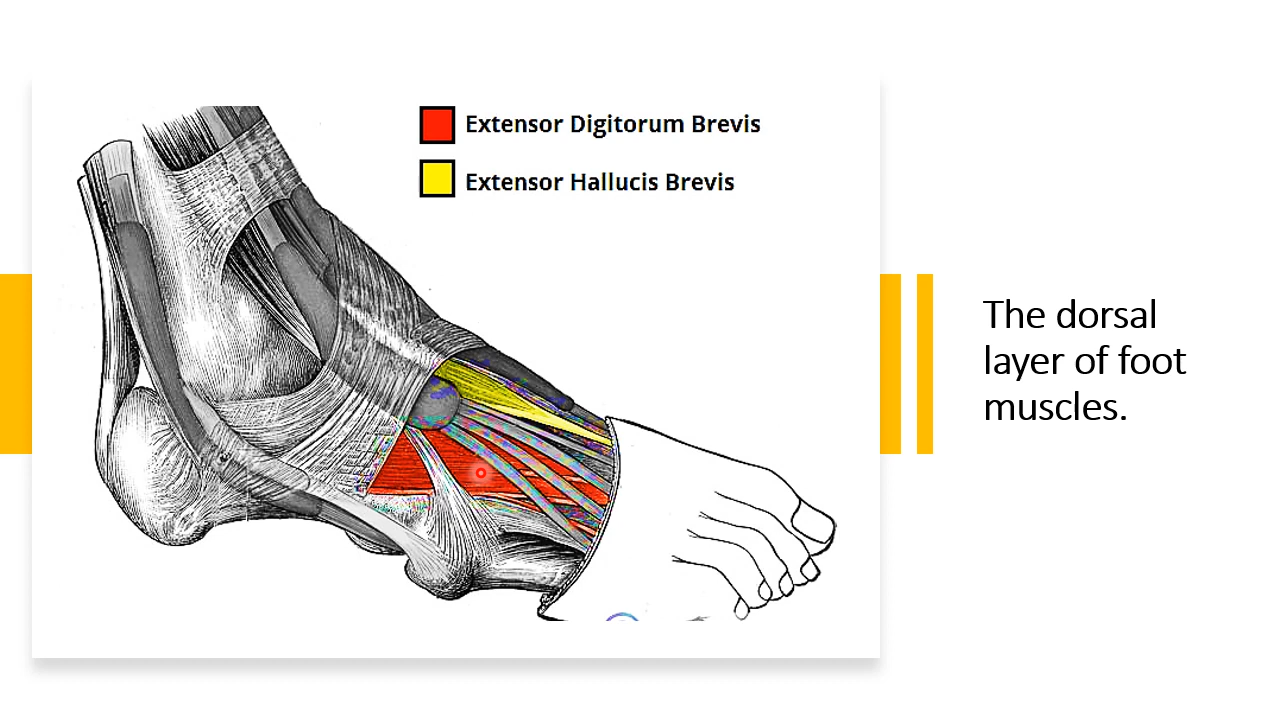 Extensor Digitorum Brevis
Extensor Hallucis Brevis
The dorsal
layer of foot
muscles.